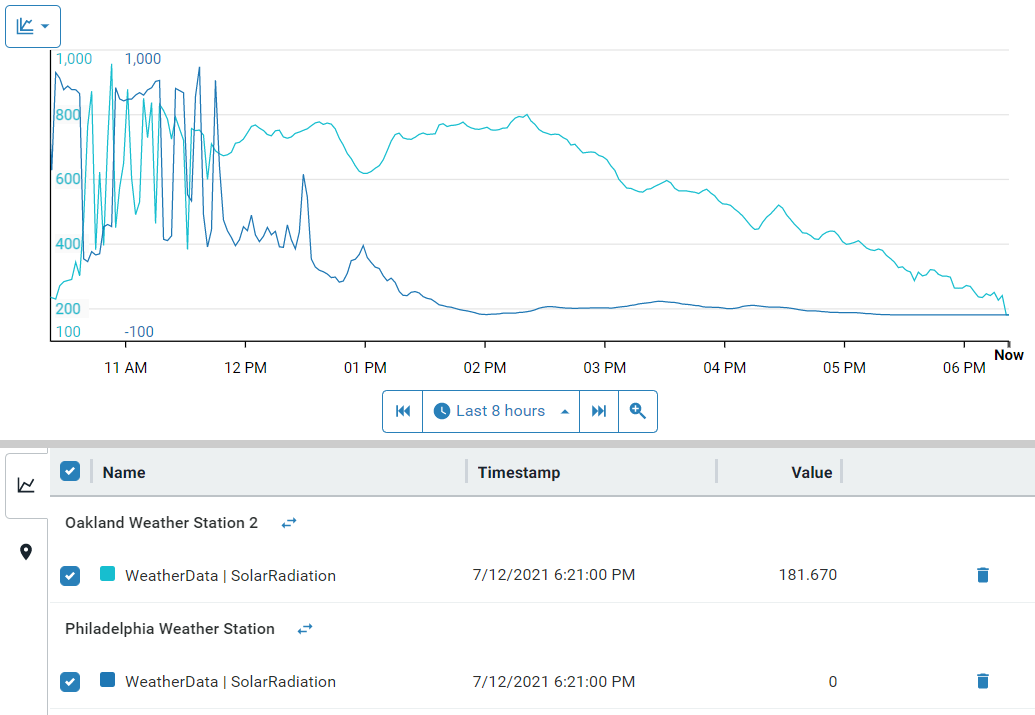 1,000 1,000
800
600
400
200
100 -100
Now
11 AM 12 PM 01 PM 02 PM 03 PM 04 PM 05 PM 06 PM
Last 8 hours
Name Timestamp Value
Oakland Weather Station 2
WeatherData | SolarRadiation 7/12/2021 6:21:00 PM 181.670
Philadelphia Weather Station
WeatherData | SolarRadiation 7/12/2021 6:21:00 PM 0